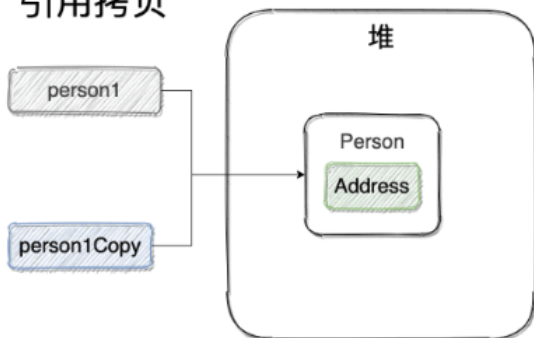 引用拷贝
堆
person1
Person
Address
person1Copy